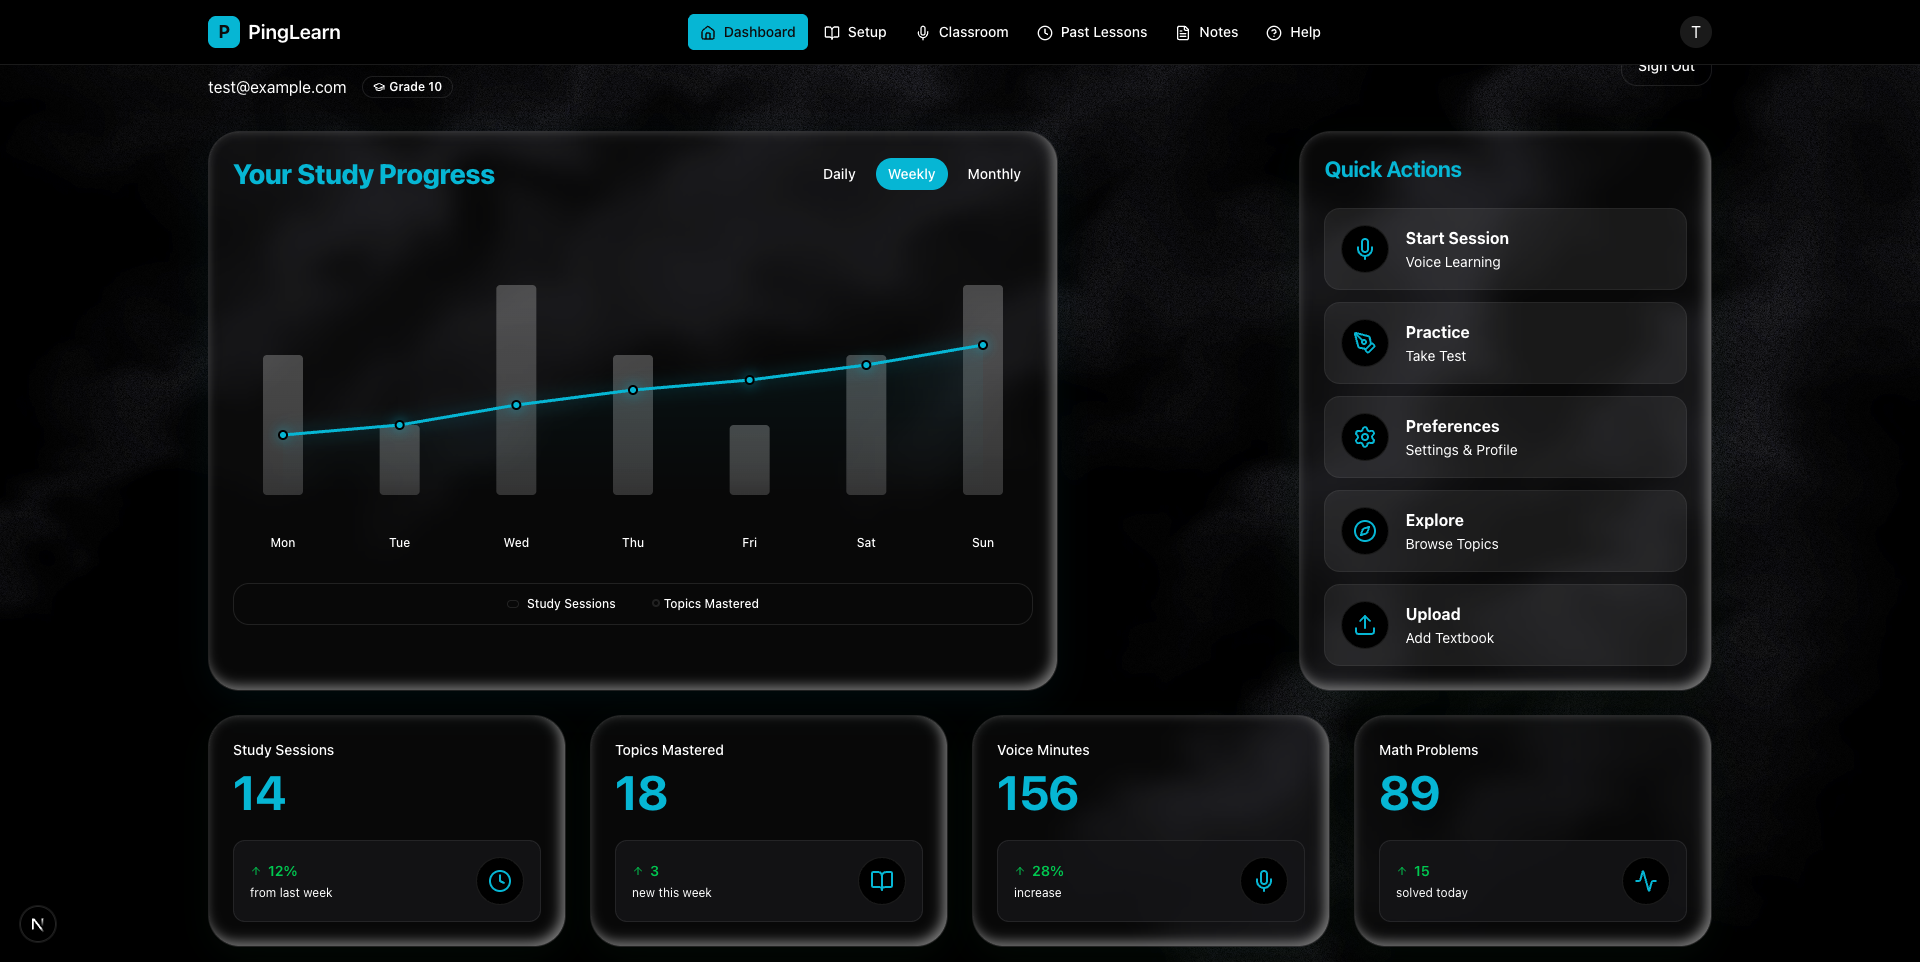 P PingLearn
Dashboard
Setup
Classroom
Past Lessons
Notes
Help
T
Sign Out
test@example.com
Grade 10
Your Study Progress
Daily
Weekly
Monthly
Mon
Tue
Wed
Thu
Fri
Sat
Sun
Study Sessions
Topics Mastered
Quick Actions
Start Session
Voice Learning
Practice
Take Test
Preferences
Settings & Profile
Explore
Browse Topics
Upload
Add Textbook
Study Sessions
14
↑ 12%
from last week
Topics Mastered
18
↑ 3
new this week
Voice Minutes
156
↑ 28%
increase
Math Problems
89
↑ 15
solved today
N